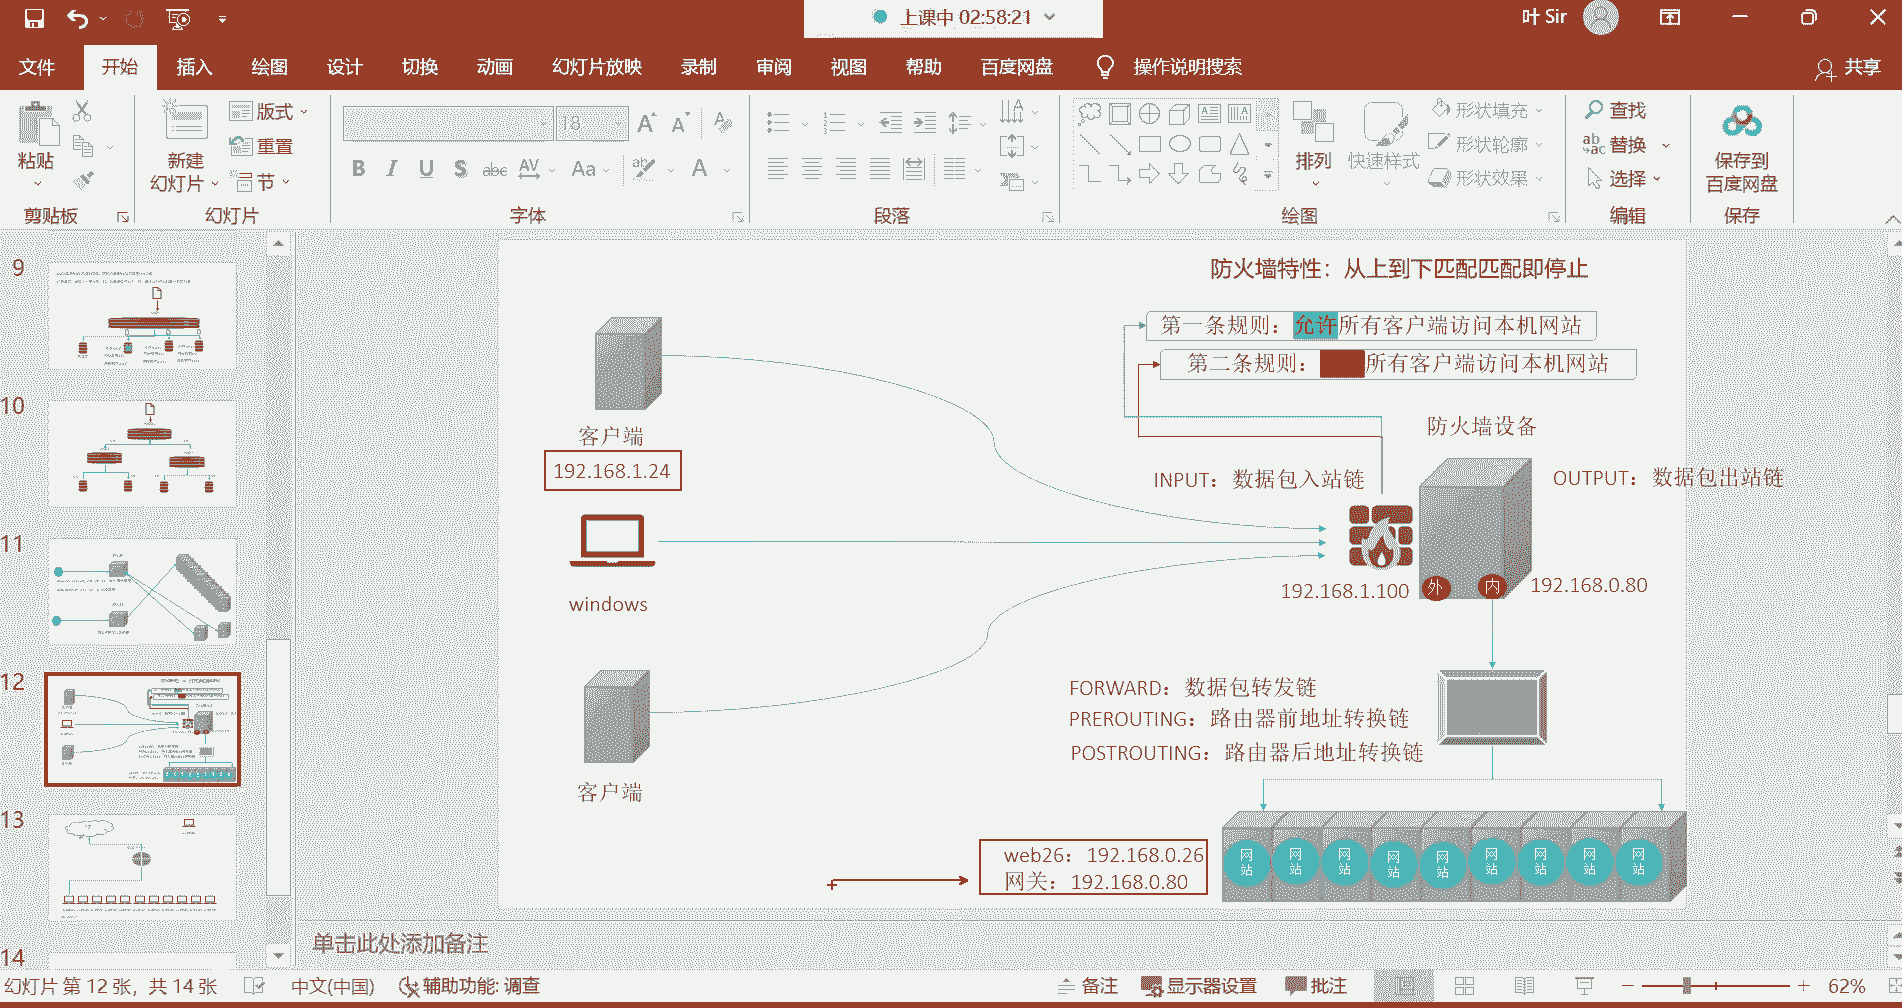 上课中 02:58:21
叶 Sir
文件 开始 插入 绘图 设计 切换 动画 幻灯片放映 录制 审阅 视图 帮助 百度网盘 操作说明搜索 共享
粘贴
剪贴板
新建
幻灯片
版式
重置
节
幻灯片
18
B I U S abc AV Aa A
字体
段落
排列
快速样式
形状填充
形状轮廓
形状效果
绘图
查找
替换
选择
编辑
保存到
百度网盘
保存
9
10
11
12
13
14
防火墙特性：从上到下匹配匹配即停止
第一条规则：允许所有客户端访问本机网站
第二条规则：所有客户端访问本机网站
客户端
192.168.1.24
windows
客户端
防火墙设备
INPUT：数据包入站链
OUTPUT：数据包出站链
192.168.1.100
外
内
192.168.0.80
FORWARD：数据包转发链
PREROUTING：路由器前地址转换链
POSTROUTING：路由器后地址转换链
web26：192.168.0.26
网关：192.168.0.80
网站 网站 网站 网站 网站 网站 网站 网站 网站
单击此处添加备注
幻灯片 第 12 张，共 14 张 中文(中国) 辅助功能: 调查 备注 显示器设置 批注 62%